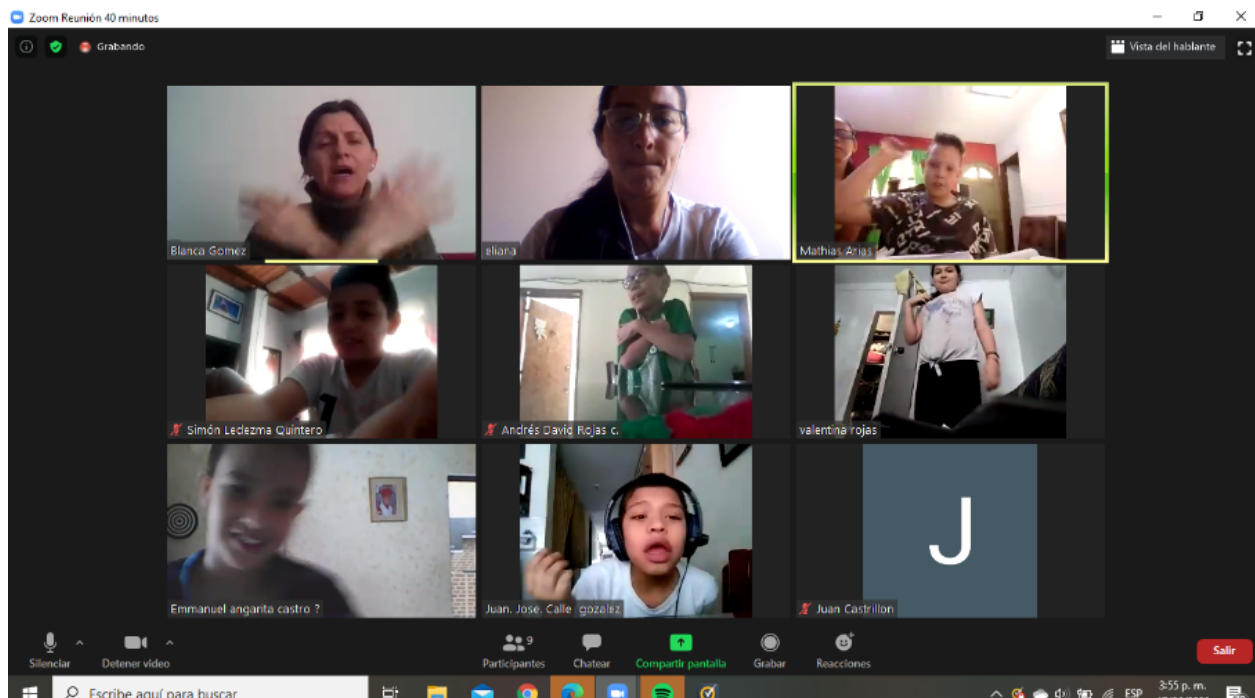 Zoom Reunión 40 minutos
Grabando
Vista del hablante
Blanca Gomez
eliana
Mathias Arias
Simón Ledezma Quintero
Andrés David Rojas c.
valentina rojas
Emmanuel angarita castro ?
Juan. Jose. Calle gozalez
J
Juan Castrillon
Silenciar
Detener video
9
Participantes
Chatear
Compartir pantalla
Grabar
Reacciones
Salir
Escribe aquí para buscar
ESP
3:55 p. m.